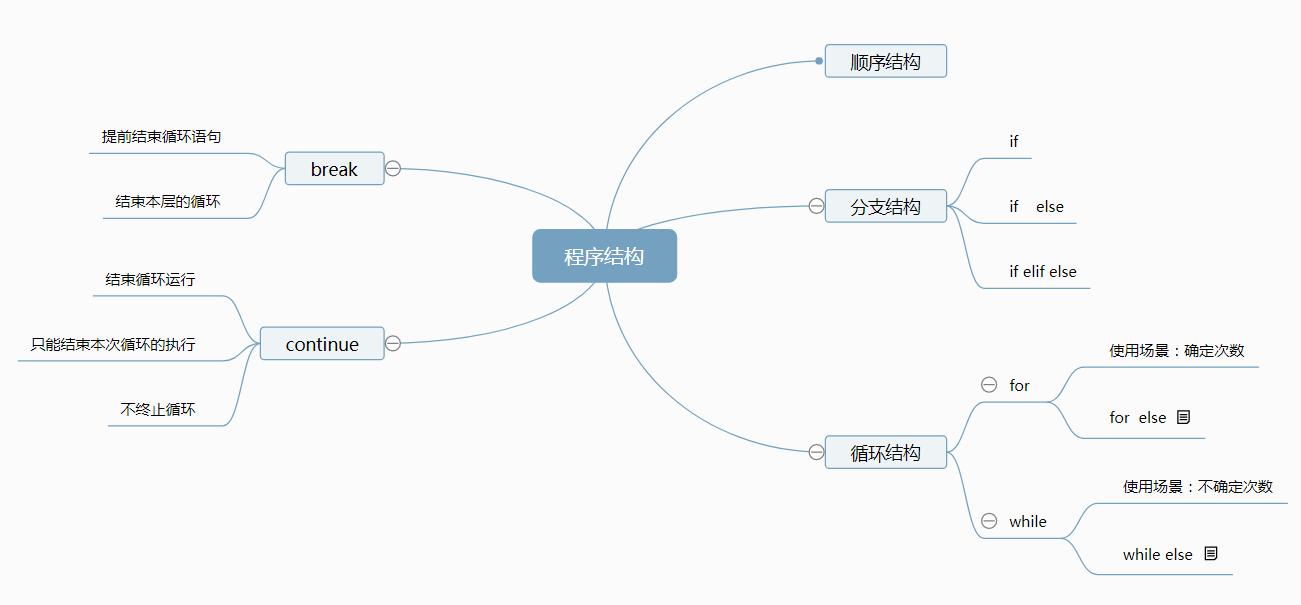 程序结构
顺序结构
分支结构
if
if else
if elif else
循环结构
for
使用场景：确定次数
for else
while
使用场景：不确定次数
while else
break
提前结束循环语句
结束本层的循环
continue
结束循环运行
只能结束本次循环的执行
不终止循环